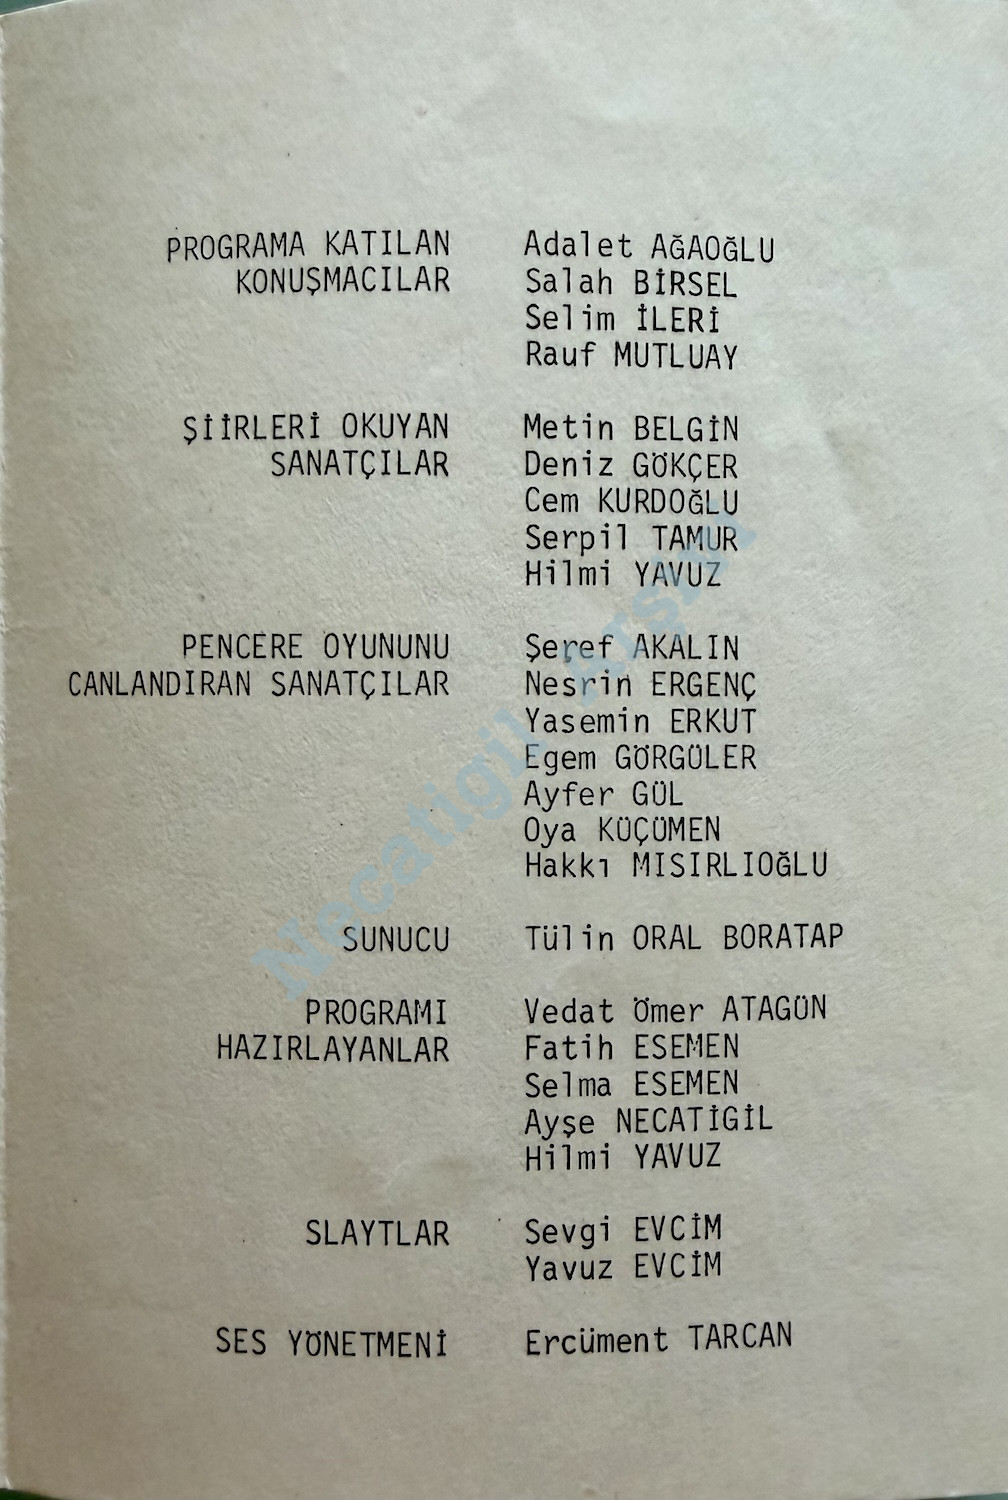 PROGRAMA KATILAN Adalet AĞAOĞLU
KONUŞMACILAR Salah BİRSEL
Selim İLERİ
Rauf MUTLUAY
ŞİİRLERİ OKUYAN Metin BELGİN
SANATÇILAR Deniz GÖKÇER
Cem KURDOĞLU
Serpil TAMUR
Hilmi YAVUZ
PENCERE OYUNUNU Şeref AKALIN
CANLANDIRAN SANATÇILAR Nesrin ERGENÇ
Yasemin ERKUT
Egem GÖRGÜLER
Ayfer GÜL
Oya KÜÇÜMEN
Hakkı MISIRLIOĞLU
SUNUCU Tülin ORAL BORATAP
PROGRAMI Vedat Ömer ATAGÜN
HAZIRLAYANLAR Fatih ESEMEN
Selma ESEMEN
Ayşe NECATİGİL
Hilmi YAVUZ
SLAYTLAR Sevgi EVCİM
Yavuz EVCİM
SES YÖNETMENİ Ercüment TARCAN
Necatigil Arşivi